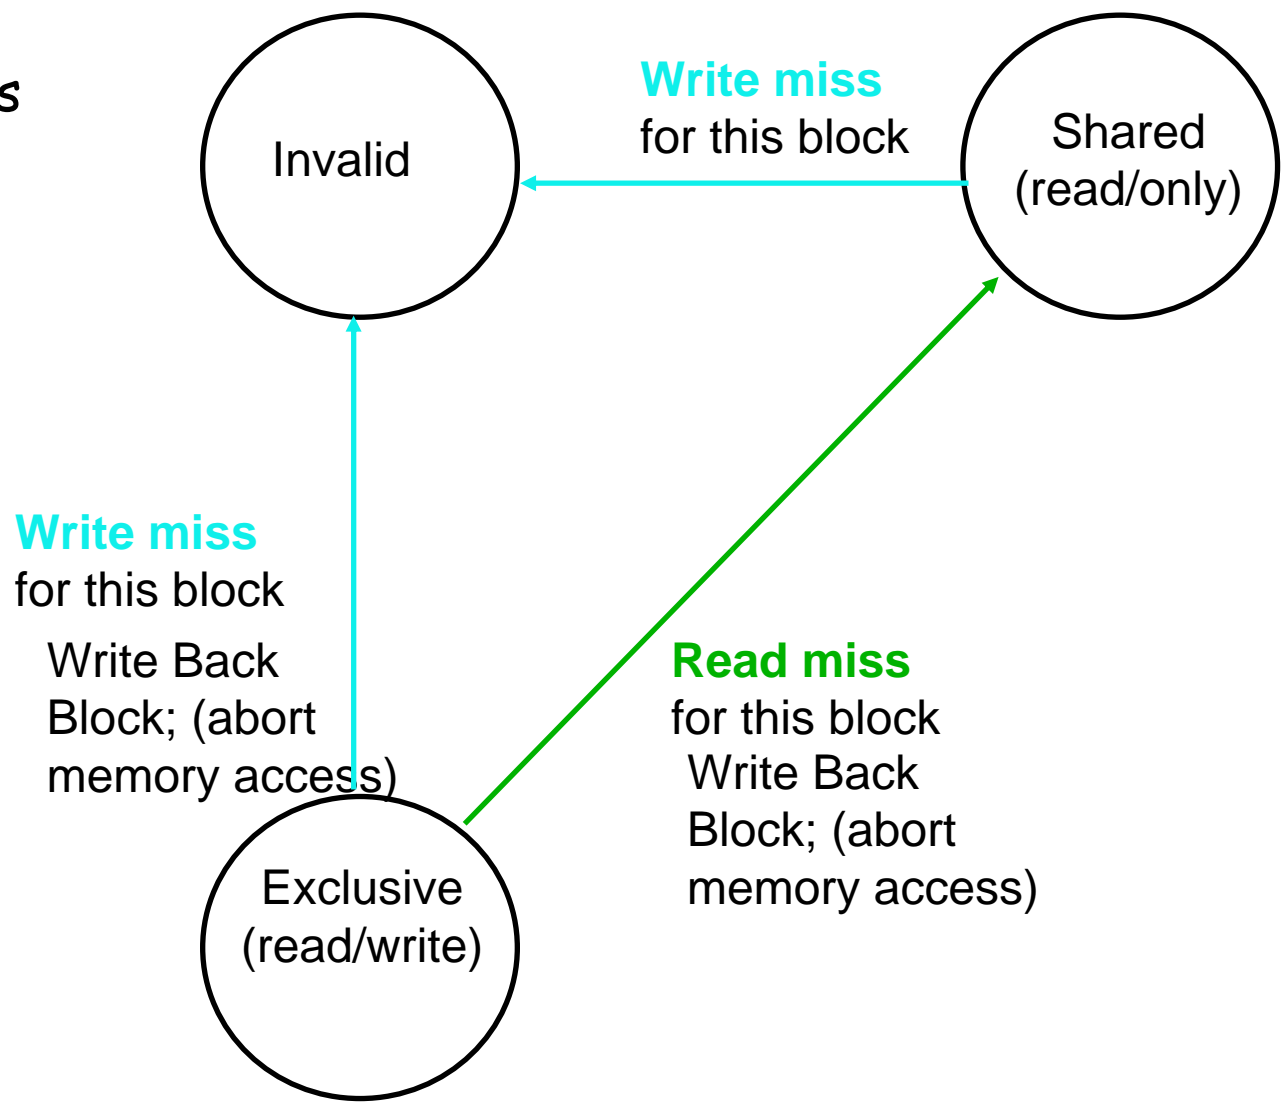 s
Write miss
for this block
Invalid
Shared
(read/only)
Write miss
for this block
Write Back
Block; (abort
memory access)
Read miss
for this block
Write Back
Block; (abort
memory access)
Exclusive
(read/write)